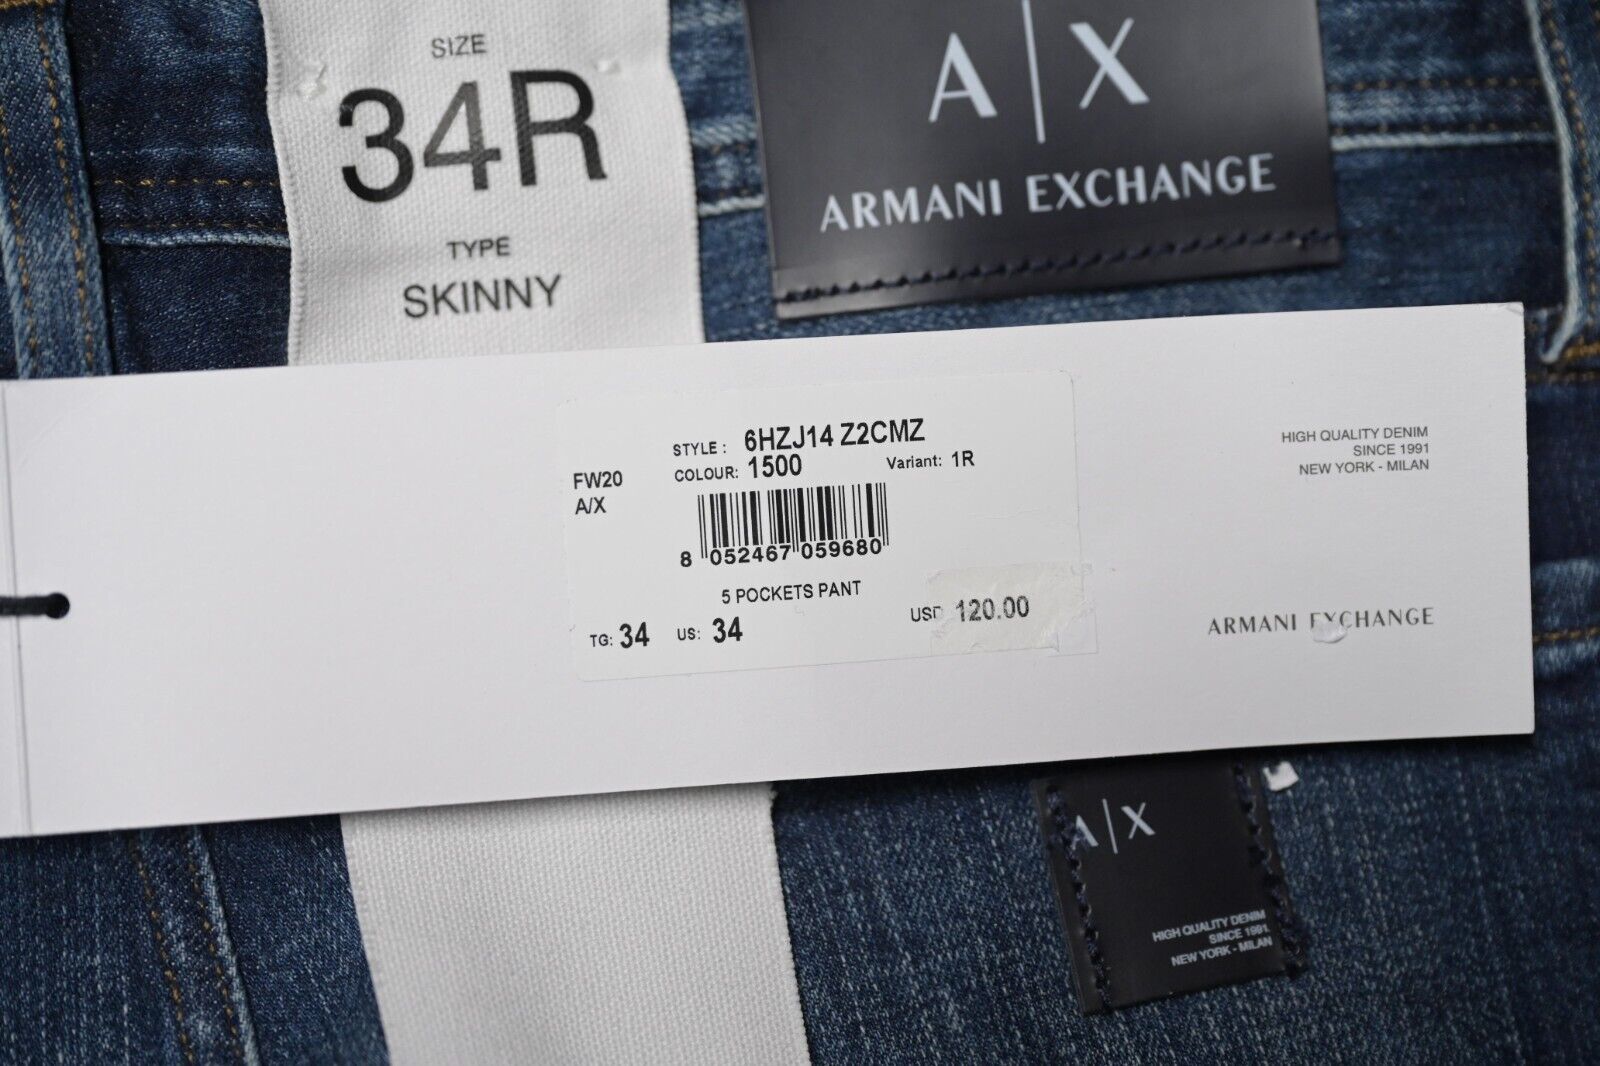 SIZE
34R
TYPE
SKINNY
A|X
ARMANI EXCHANGE
STYLE : 6HZJ14 Z2CMZ
FW20 COLOUR: 1500 Variant: 1R
A/X
8 052467 059680
5 POCKETS PANT
TG: 34 US: 34 USD 120.00
HIGH QUALITY DENIM
SINCE 1991
NEW YORK - MILAN
ARMANI EXCHANGE
A|X
HIGH QUALITY DENIM
SINCE 1991.
NEW YORK - MILAN